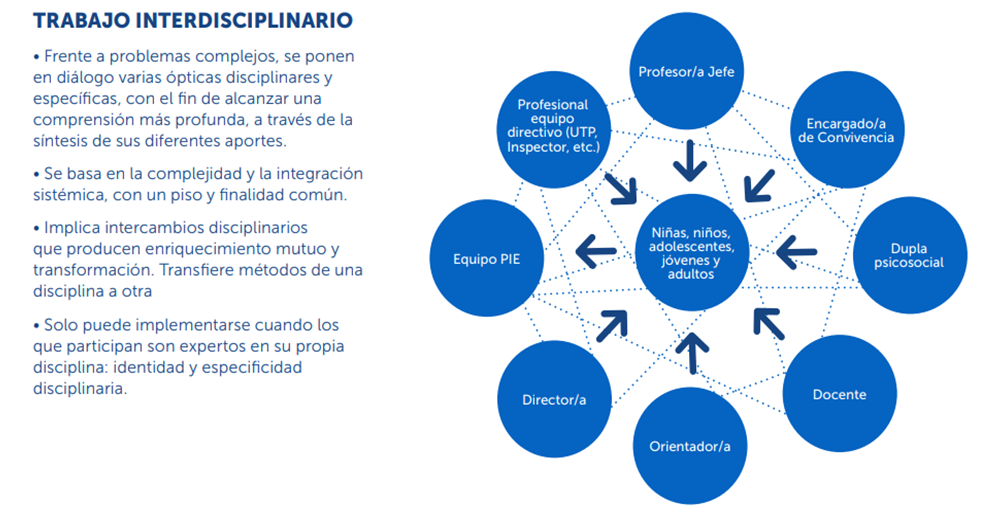 TRABAJO INTERDISCIPLINARIO
• Frente a problemas complejos, se ponen
en diálogo varias ópticas disciplinares y
específicas, con el fin de alcanzar una
comprensión más profunda, a través de la
síntesis de sus diferentes aportes.
• Se basa en la complejidad y la integración
sistémica, con un piso y finalidad común.
• Implica intercambios disciplinarios
que producen enriquecimiento mutuo y
transformación. Transfiere métodos de una
disciplina a otra
• Solo puede implementarse cuando los
que participan son expertos en su propia
disciplina: identidad y especificidad
disciplinaria.
Profesor/a Jefe
Profesional
equipo
directivo (UTP,
Inspector, etc.)
Encargado/a
de Convivencia
Niñas, niños,
adolescentes,
jóvenes y
adultos
Equipo PIE
Dupla
psicosocial
Director/a
Docente
Orientador/a